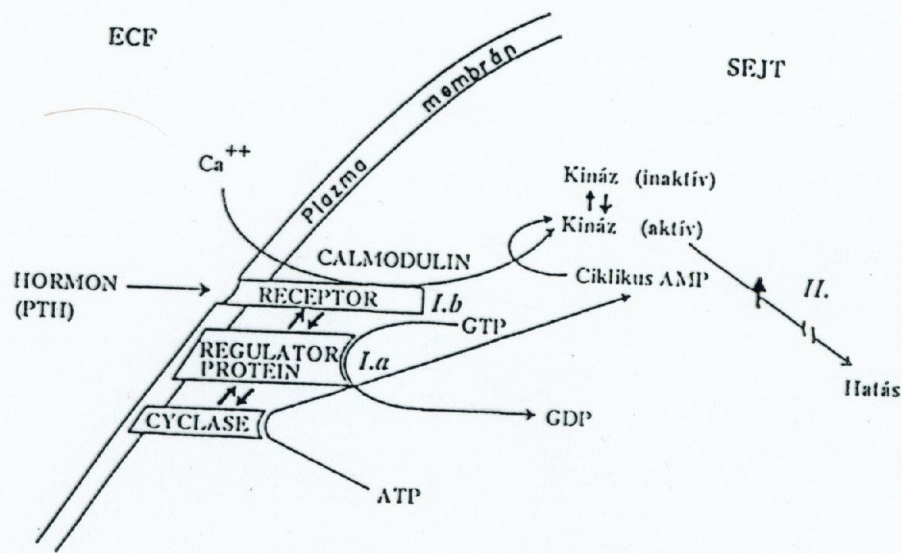 ECF
SEJT
Plazma membrán
Ca++
Kináz (inaktív)
Kináz (aktív)
CALMODULIN
Ciklikus AMP
HORMON
(PTH)
RECEPTOR
I.b
II.
GTP
REGULATOR
PROTEIN
I.a
Hatás
GDP
CYCLASE
ATP